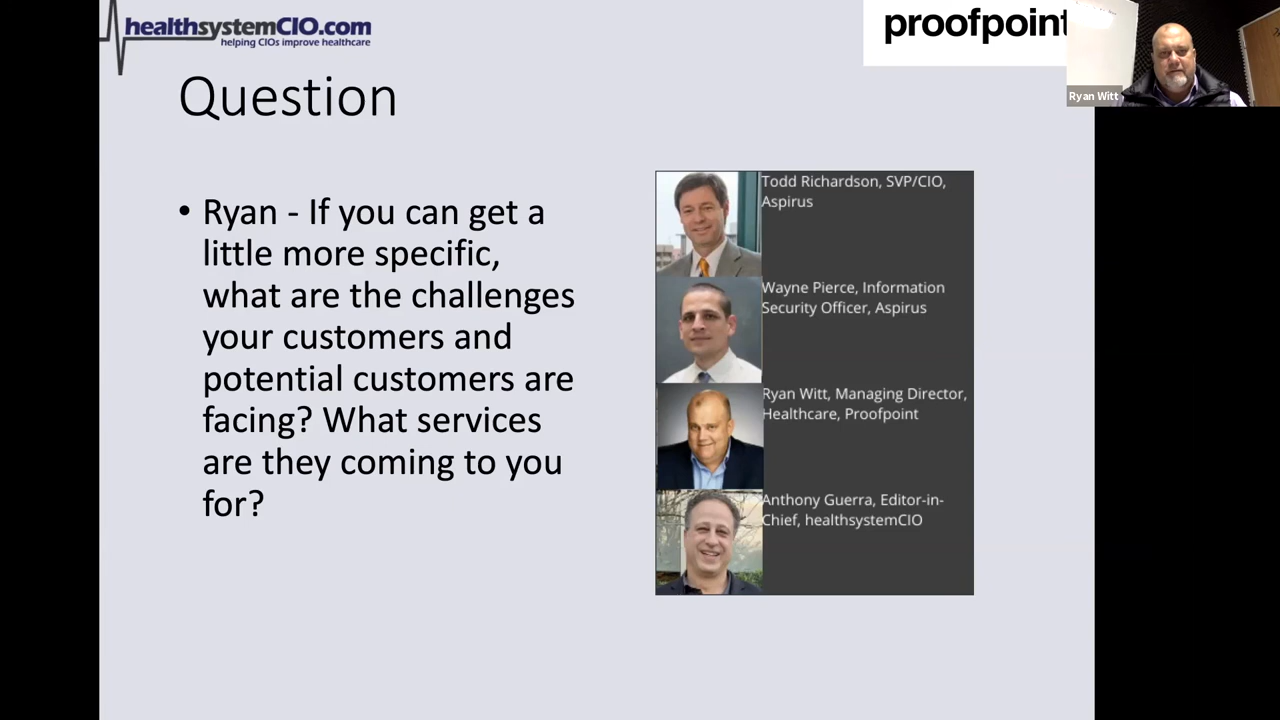 healthsystemCIO.com
helping CIOs improve healthcare
proofpoint
Ryan Witt
Question
• Ryan - If you can get a
little more specific,
what are the challenges
your customers and
potential customers are
facing? What services
are they coming to you
for?
Todd Richardson, SVP/CIO,
Aspirus
Wayne Pierce, Information
Security Officer, Aspirus
Ryan Witt, Managing Director,
Healthcare, Proofpoint
Anthony Guerra, Editor-in-
Chief, healthsystemCIO